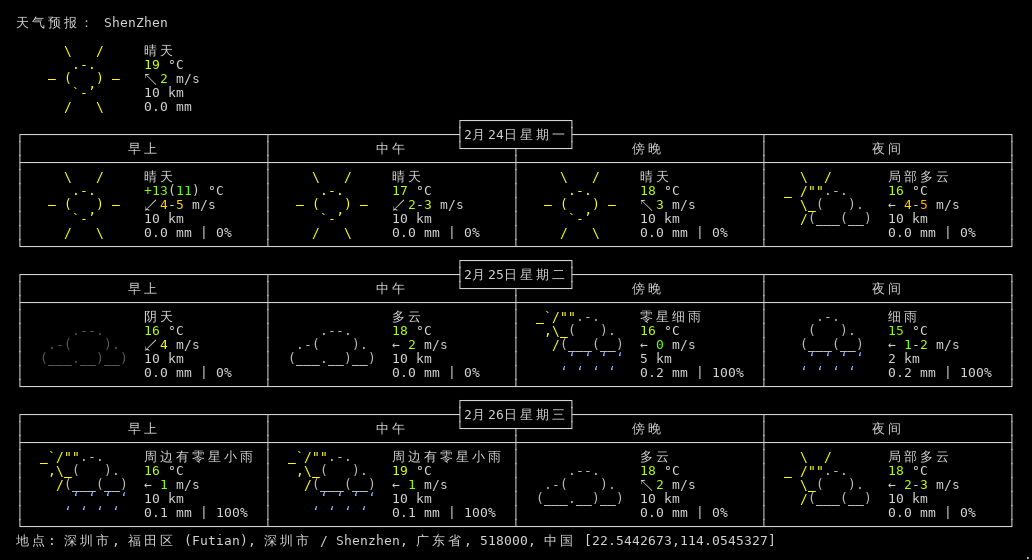 天气预报： ShenZhen
晴天
19 °C
↖ 2 m/s
10 km
0.0 mm
2月24日星期一
早上 中午 傍晚 夜间
晴天 晴天 晴天 局部多云
+13(11) °C 17 °C 18 °C 16 °C
↙ 4-5 m/s ↙ 2-3 m/s ↖ 3 m/s ← 4-5 m/s
10 km 10 km 10 km 10 km
0.0 mm | 0% 0.0 mm | 0% 0.0 mm | 0% 0.0 mm | 0%
2月25日星期二
早上 中午 傍晚 夜间
阴天 多云 零星细雨 细雨
16 °C 18 °C 16 °C 15 °C
↙ 4 m/s ← 2 m/s ← 0 m/s ← 1-2 m/s
10 km 10 km 5 km 2 km
0.0 mm | 0% 0.0 mm | 0% 0.2 mm | 100% 0.2 mm | 100%
2月26日星期三
早上 中午 傍晚 夜间
周边有零星小雨 周边有零星小雨 多云 局部多云
16 °C 19 °C 18 °C 18 °C
← 1 m/s ← 1 m/s ↖ 2 m/s ← 2-3 m/s
10 km 10 km 10 km 10 km
0.1 mm | 100% 0.1 mm | 100% 0.0 mm | 0% 0.0 mm | 0%
地点: 深圳市, 福田区 (Futian), 深圳市 / Shenzhen, 广东省, 518000, 中国 [22.5442673,114.0545327]